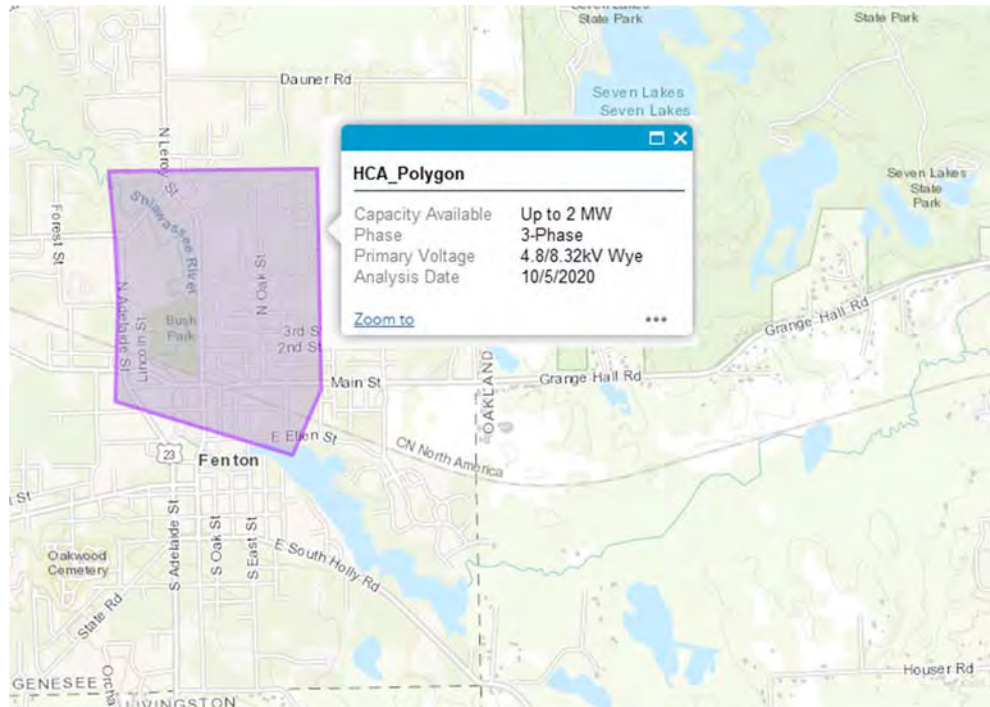 State Park
State Park
Dauner Rd
Seven Lakes
Seven Lakes
N Leroy St
HCA_Polygon
Capacity Available Up to 2 MW
Phase 3-Phase
Primary Voltage 4.8/8.32kV Wye
Analysis Date 10/5/2020
Zoom to
Seven Lakes
State
Park
Shiawassee River
Forest St
N Oak St
N Adelaide St
Lincoln St
Bush
Park
3rd S
2nd St
Grange Hall Rd
Main St
Grange Hall Rd
OAKLAND
E Ellen St
CN North America
23
Fenton
St
S Adelaide St
S Oak St
S East St
E South Holly Rd
Oakwood
Cemetery
State Rd
Houser Rd
GENESEE
Orcha
LIVINGSTON